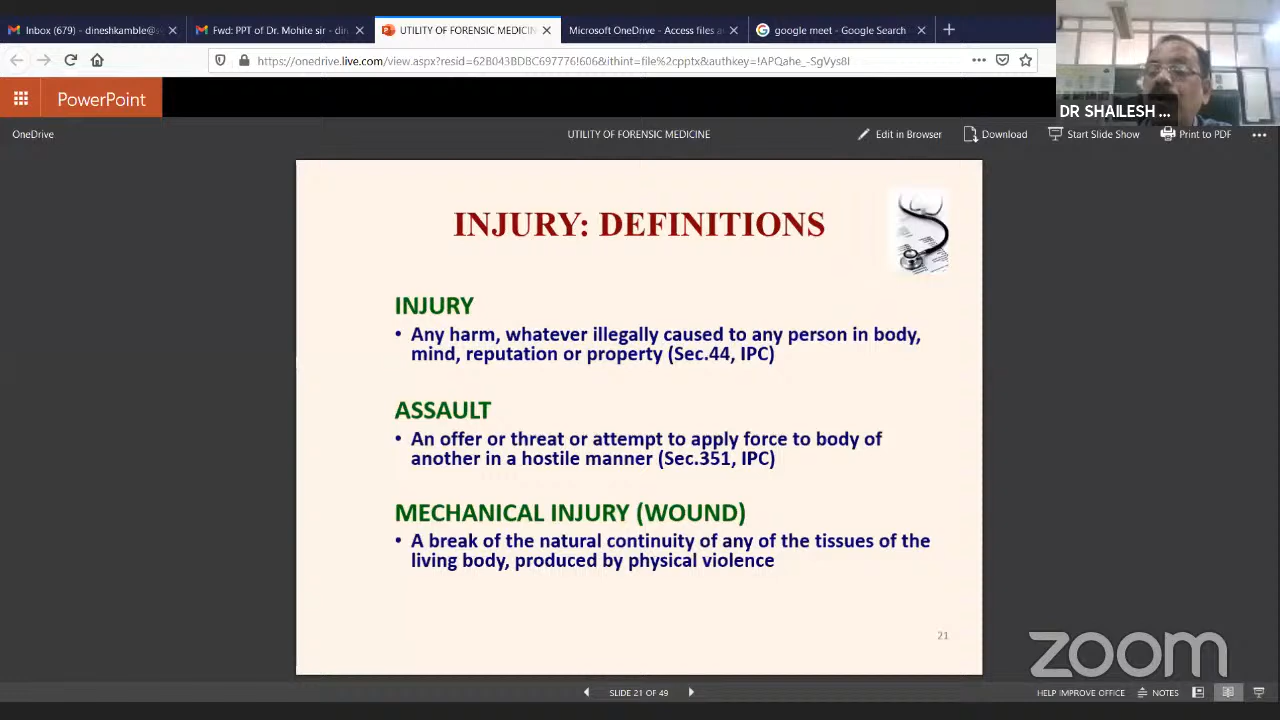 Inbox (679) - dineshkamble@s
Fwd: PPT of Dr. Mohite sir - din
UTILITY OF FORENSIC MEDICIN
Microsoft OneDrive - Access files a
google meet - Google Search
https://onedrive.live.com/view.aspx?resid=62B043BDBC697776!606&ithint=file%2cpptx&authkey=!APQahe_-SgVys8I
DR SHAILESH ...
PowerPoint
OneDrive
UTILITY OF FORENSIC MEDICINE
Edit in Browser
Download
Start Slide Show
Print to PDF
INJURY: DEFINITIONS
INJURY
• Any harm, whatever illegally caused to any person in body,
mind, reputation or property (Sec.44, IPC)
ASSAULT
• An offer or threat or attempt to apply force to body of
another in a hostile manner (Sec.351, IPC)
MECHANICAL INJURY (WOUND)
• A break of the natural continuity of any of the tissues of the
living body, produced by physical violence
21
zoom
SLIDE 21 OF 49
HELP IMPROVE OFFICE
NOTES